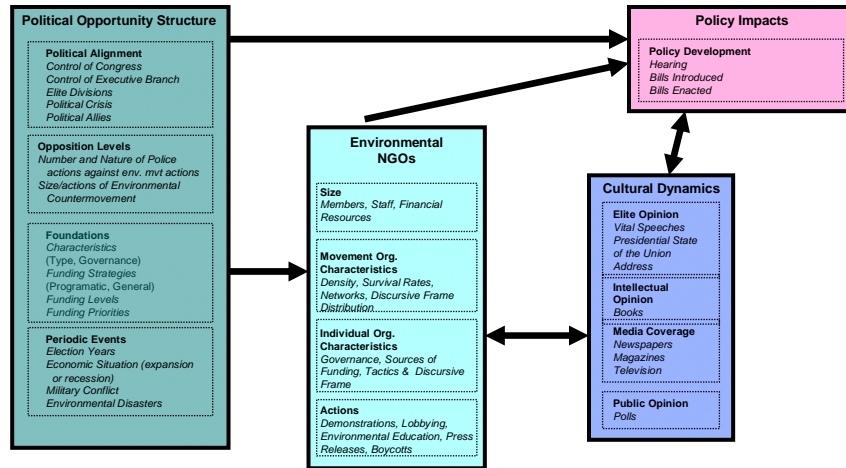 Political Opportunity Structure
Political Alignment
Control of Congress
Control of Executive Branch
Elite Divisions
Political Crisis
Political Allies
Opposition Levels
Number and Nature of Police
actions against env. mvt actions
Size/actions of Environmental
Countermovement
Foundations
Characteristics
(Type, Governance)
Funding Strategies
(Programatic, General)
Funding Levels
Funding Priorities
Periodic Events
Election Years
Economic Situation (expansion
or recession)
Military Conflict
Environmental Disasters
Environmental
NGOs
Size
Members, Staff, Financial
Resources
Movement Org.
Characteristics
Density, Survival Rates,
Networks, Discursive Frame
Distribution
Individual Org.
Characteristics
Governance, Sources of
Funding, Tactics & Discursive
Frame
Actions
Demonstrations, Lobbying,
Environmental Education, Press
Releases, Boycotts
Policy Impacts
Policy Development
Hearing
Bills Introduced
Bills Enacted
Cultural Dynamics
Elite Opinion
Vital Speeches
Presidential State
of the Union
Address
Intellectual
Opinion
Books
Media Coverage
Newspapers
Magazines
Television
Public Opinion
Polls